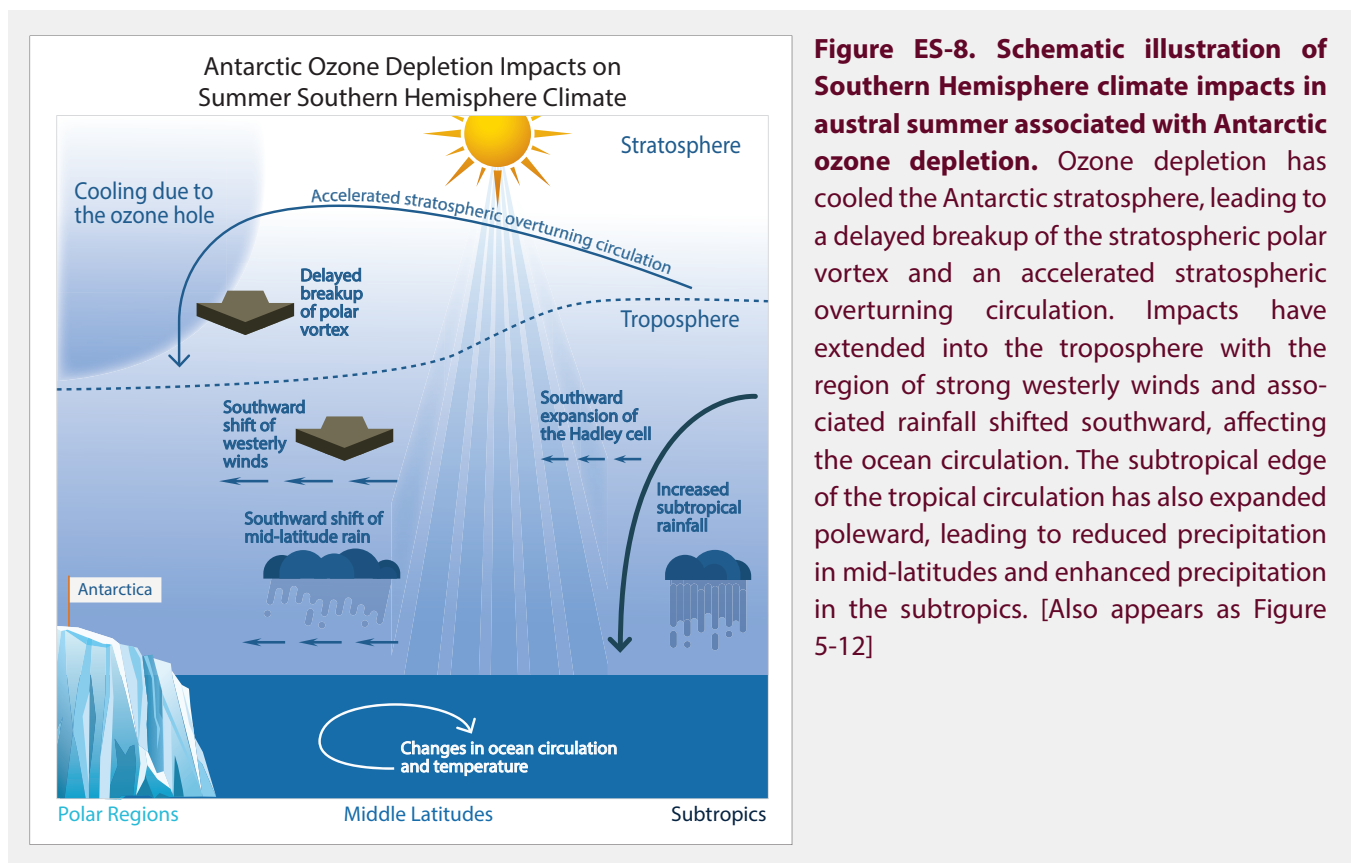 Antarctic Ozone Depletion Impacts on
Summer Southern Hemisphere Climate
Stratosphere
Cooling due to
the ozone hole
Accelerated stratospheric overturning circulation
Delayed
breakup
of polar
vortex
Troposphere
Southward
shift of
westerly
winds
Southward
expansion of
the Hadley cell
Increased
subtropical
rainfall
Southward shift of
mid-latitude rain
Antarctica
Changes in ocean circulation
and temperature
Polar Regions
Middle Latitudes
Subtropics
Figure ES-8. Schematic illustration of
Southern Hemisphere climate impacts in
austral summer associated with Antarctic
ozone depletion. Ozone depletion has
cooled the Antarctic stratosphere, leading to
a delayed breakup of the stratospheric polar
vortex and an accelerated stratospheric
overturning circulation. Impacts have
extended into the troposphere with the
region of strong westerly winds and asso-
ciated rainfall shifted southward, affecting
the ocean circulation. The subtropical edge
of the tropical circulation has also expanded
poleward, leading to reduced precipitation
in mid-latitudes and enhanced precipitation
in the subtropics. [Also appears as Figure
5-12]